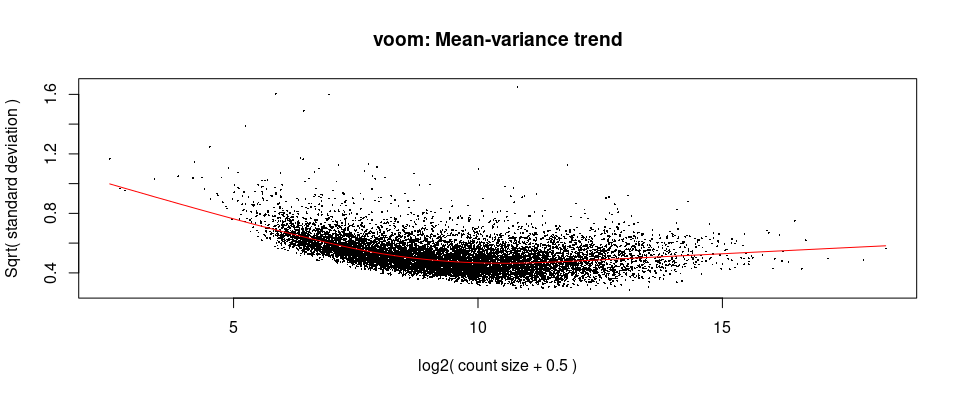 voom: Mean-variance trend
Sqrt( standard deviation )
1.6
1.2
0.8
0.4
5
10
15
log2( count size + 0.5 )